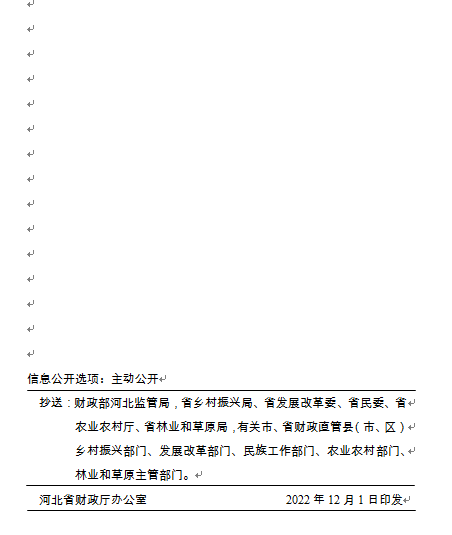 信息公开选项：主动公开
抄送：财政部河北监管局，省乡村振兴局、省发展改革委、省民委、省
农业农村厅、省林业和草原局，有关市、省财政直管县（市、区）
乡村振兴部门、发展改革部门、民族工作部门、农业农村部门、
林业和草原主管部门。
河北省财政厅办公室 2022 年 12 月 1 日印发